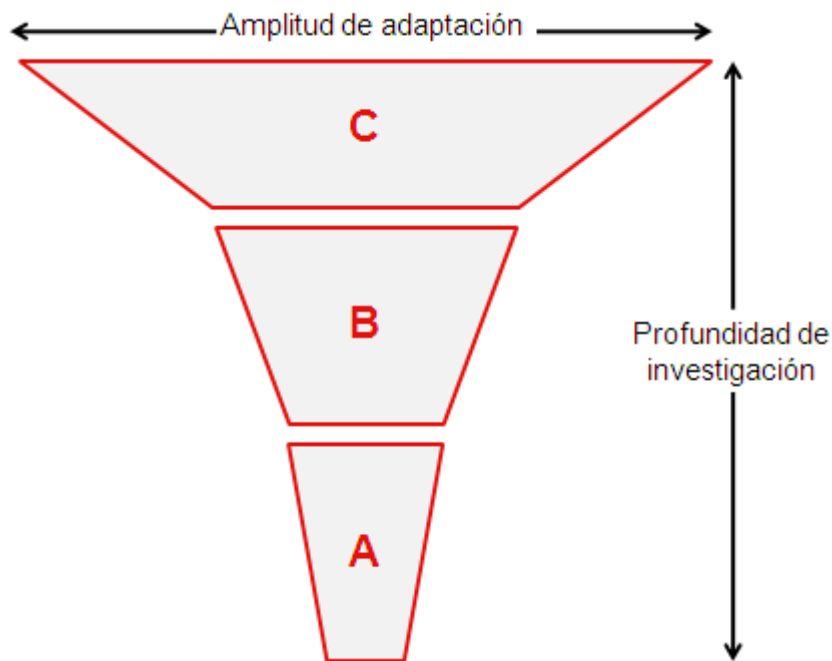 Amplitud de adaptación
C
B
Profundidad de
investigación
A